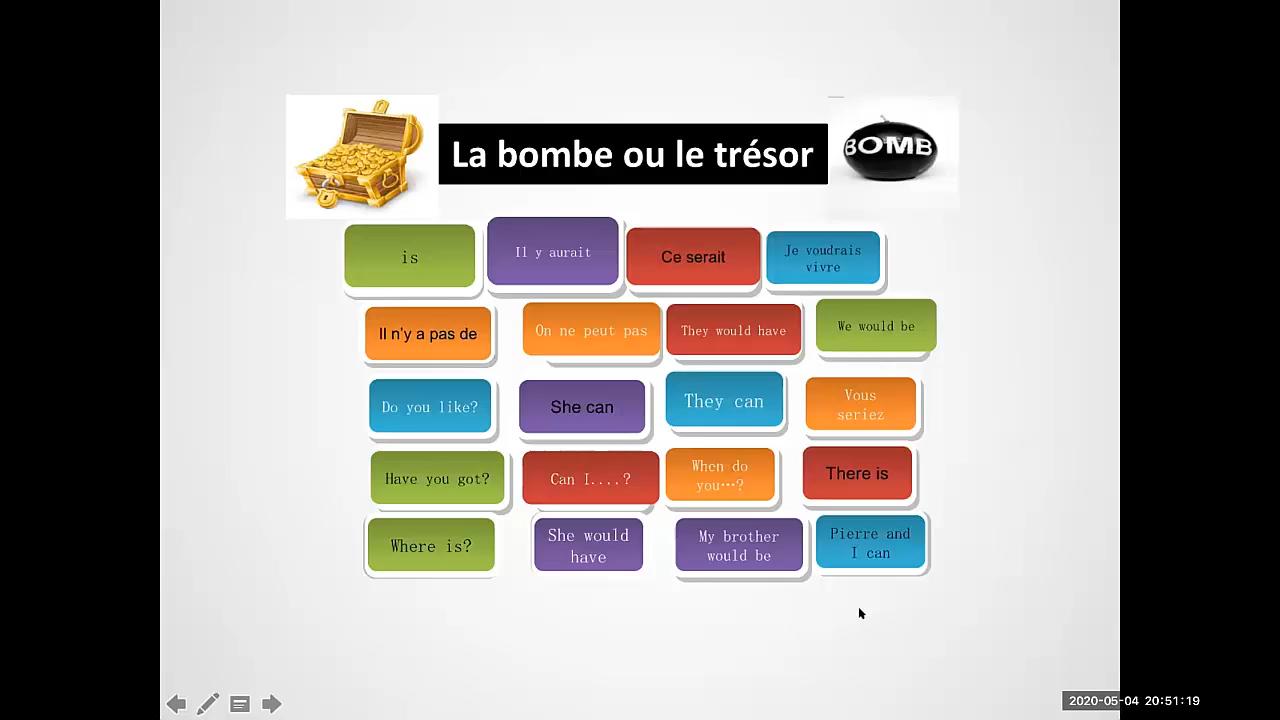 La bombe ou le trésor
BOMB
is
Il y aurait
Ce serait
Je voudrais
vivre
Il n'y a pas de
On ne peut pas
They would have
We would be
Do you like?
She can
They can
Vous
seriez
Have you got?
Can I....?
When do
you…?
There is
Where is?
She would
have
My brother
would be
Pierre and
I can
2020-05-04 20:51:19